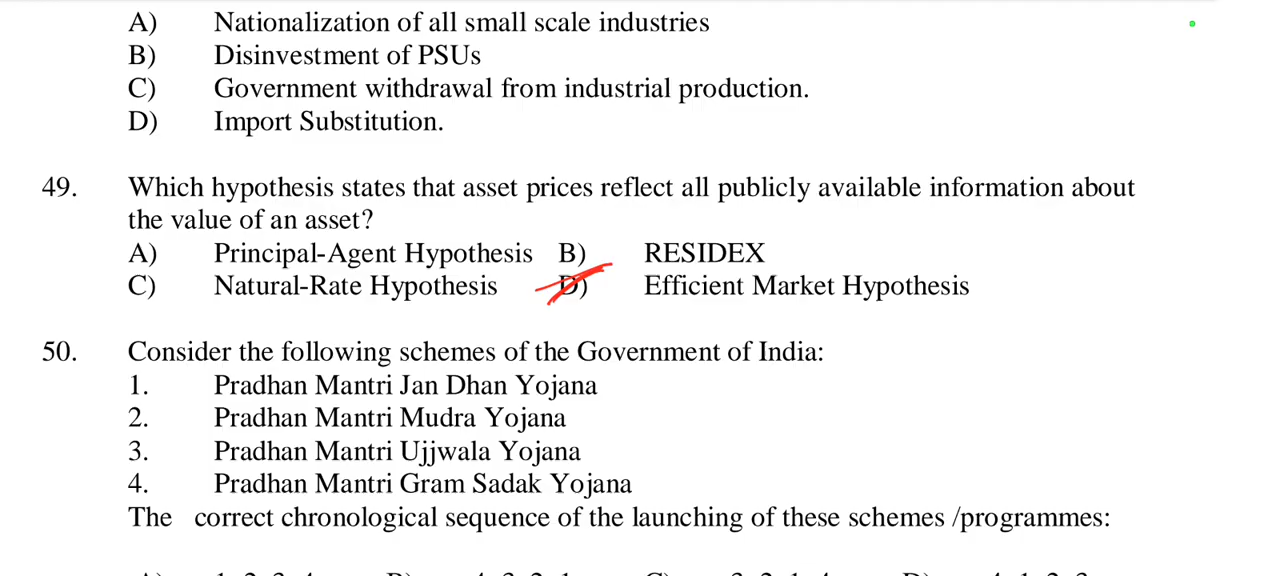 A) Nationalization of all small scale industries
B) Disinvestment of PSUs
C) Government withdrawal from industrial production.
D) Import Substitution.
49. Which hypothesis states that asset prices reflect all publicly available information about
the value of an asset?
A) Principal-Agent Hypothesis B) RESIDEX
C) Natural-Rate Hypothesis D) Efficient Market Hypothesis
50. Consider the following schemes of the Government of India:
1. Pradhan Mantri Jan Dhan Yojana
2. Pradhan Mantri Mudra Yojana
3. Pradhan Mantri Ujjwala Yojana
4. Pradhan Mantri Gram Sadak Yojana
The correct chronological sequence of the launching of these schemes /programmes: